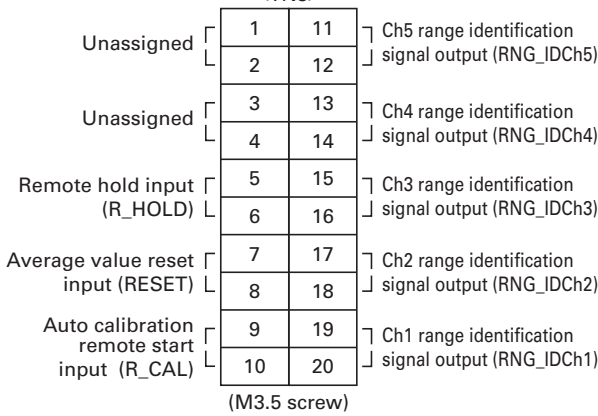 Unassigned
1 11
2 12
Ch5 range identification
signal output (RNG_IDCh5)
Unassigned
3 13
4 14
Ch4 range identification
signal output (RNG_IDCh4)
Remote hold input
(R_HOLD)
5 15
6 16
Ch3 range identification
signal output (RNG_IDCh3)
Average value reset
input (RESET)
7 17
8 18
Ch2 range identification
signal output (RNG_IDCh2)
Auto calibration
remote start
input (R_CAL)
9 19
10 20
Ch1 range identification
signal output (RNG_IDCh1)
(M3.5 screw)